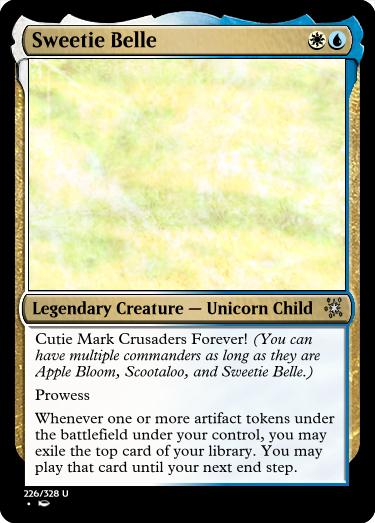 Sweetie Belle
Legendary Creature — Unicorn Child
Cutie Mark Crusaders Forever! (You can
have multiple commanders as long as they are
Apple Bloom, Scootaloo, and Sweetie Belle.)
Prowess
Whenever one or more artifact tokens under
the battlefield under your control, you may
exile the top card of your library. You may
play that card until your next end step.
226/328 U